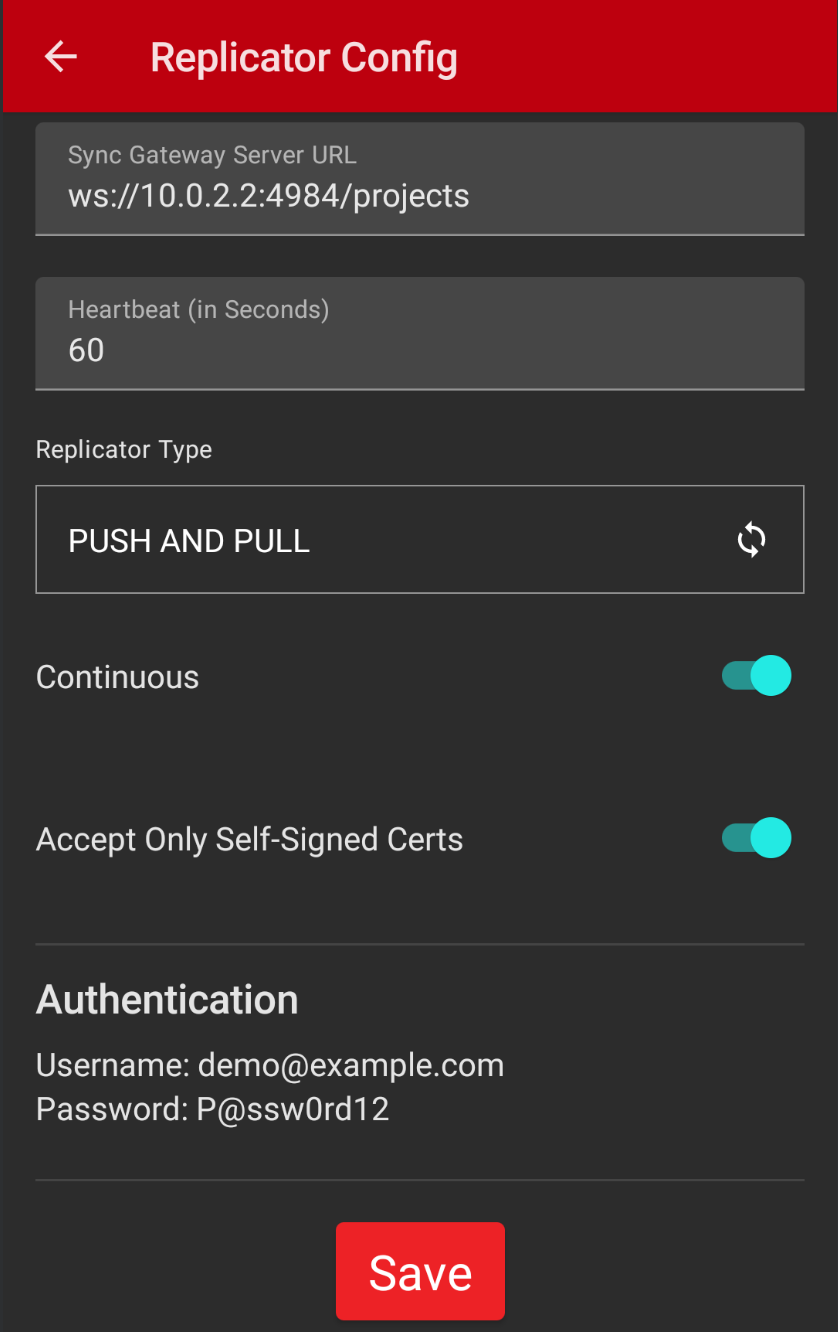 Replicator Config
Sync Gateway Server URL
ws://10.0.2.2:4984/projects
Heartbeat (in Seconds)
60
Replicator Type
PUSH AND PULL
Continuous
Accept Only Self-Signed Certs
Authentication
Username: demo@example.com
Password: P@ssw0rd12
Save